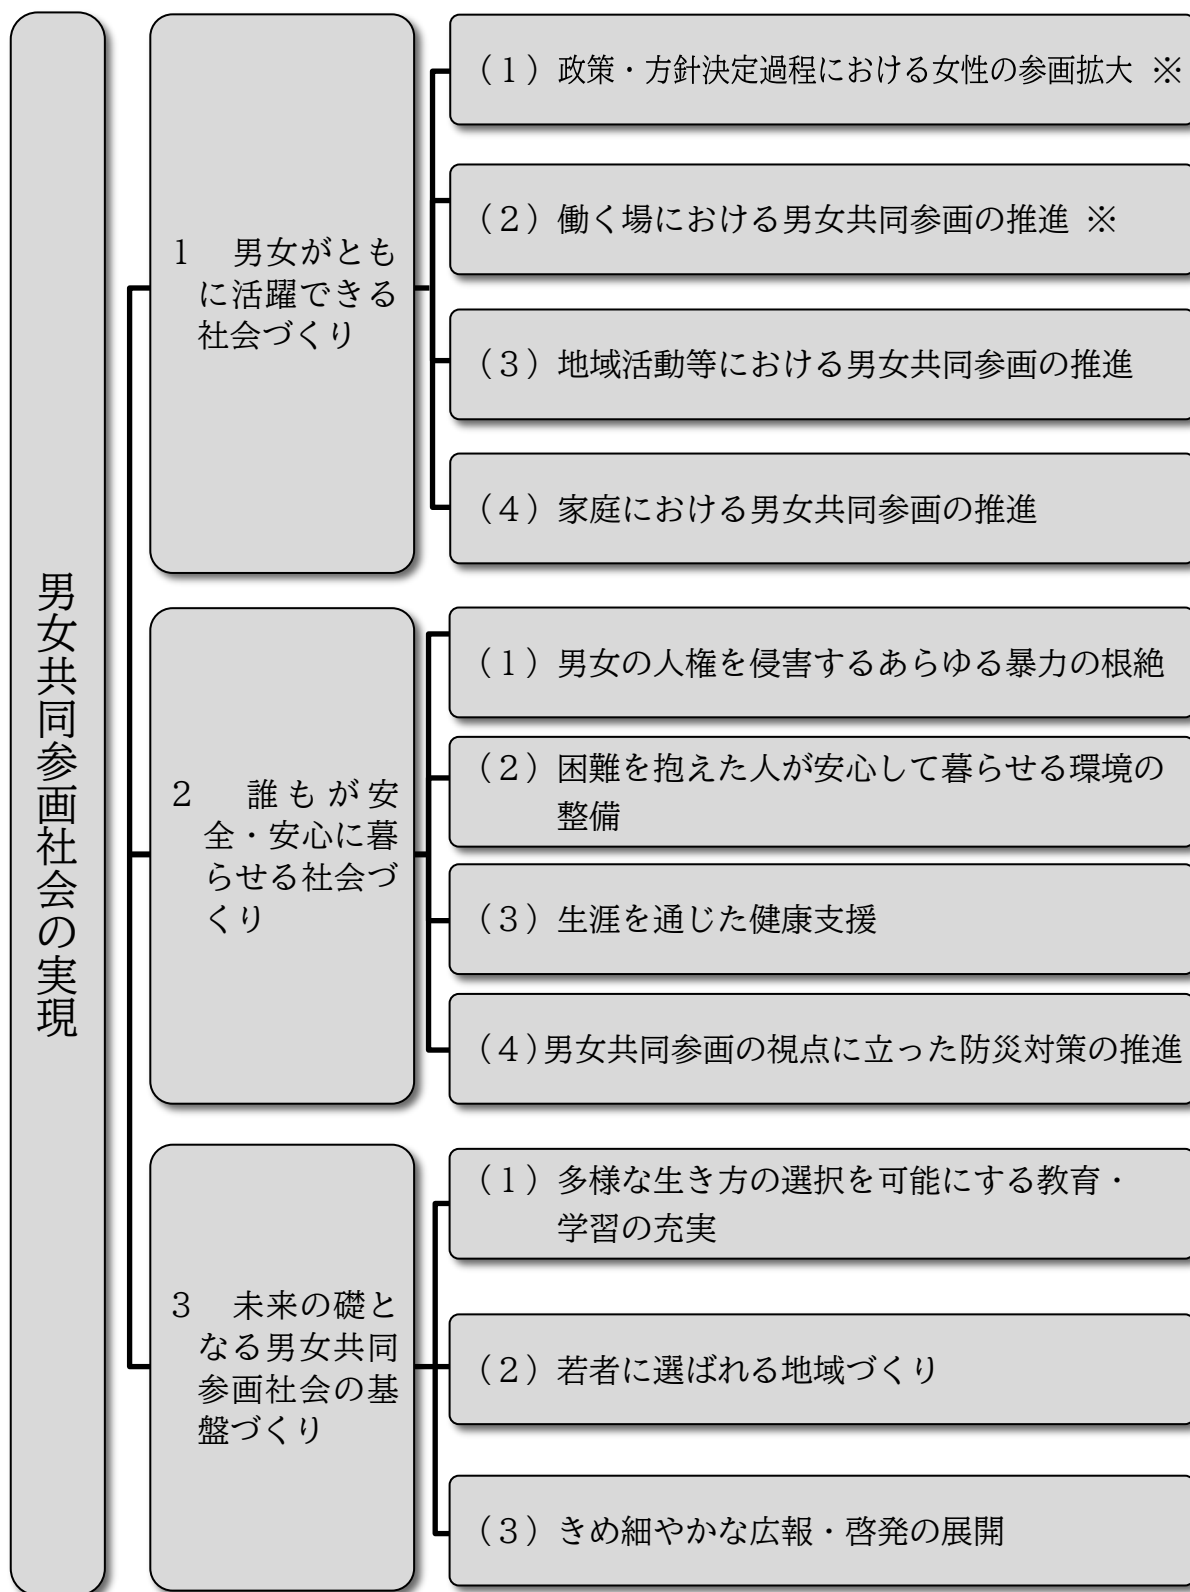 男女共同参画社会の実現
1 男女がとも
に活躍できる
社会づくり
（1）政策・方針決定過程における女性の参画拡大 ※
（2）働く場における男女共同参画の推進 ※
（3）地域活動等における男女共同参画の推進
（4）家庭における男女共同参画の推進
2 誰もが安
全・安心に暮
らせる社会づ
くり
（1）男女の人権を侵害するあらゆる暴力の根絶
（2）困難を抱えた人が安心して暮らせる環境の
整備
（3）生涯を通じた健康支援
（4）男女共同参画の視点に立った防災対策の推進
3 未来の礎と
なる男女共同
参画社会の基
盤づくり
（1）多様な生き方の選択を可能にする教育・
学習の充実
（2）若者に選ばれる地域づくり
（3）きめ細やかな広報・啓発の展開